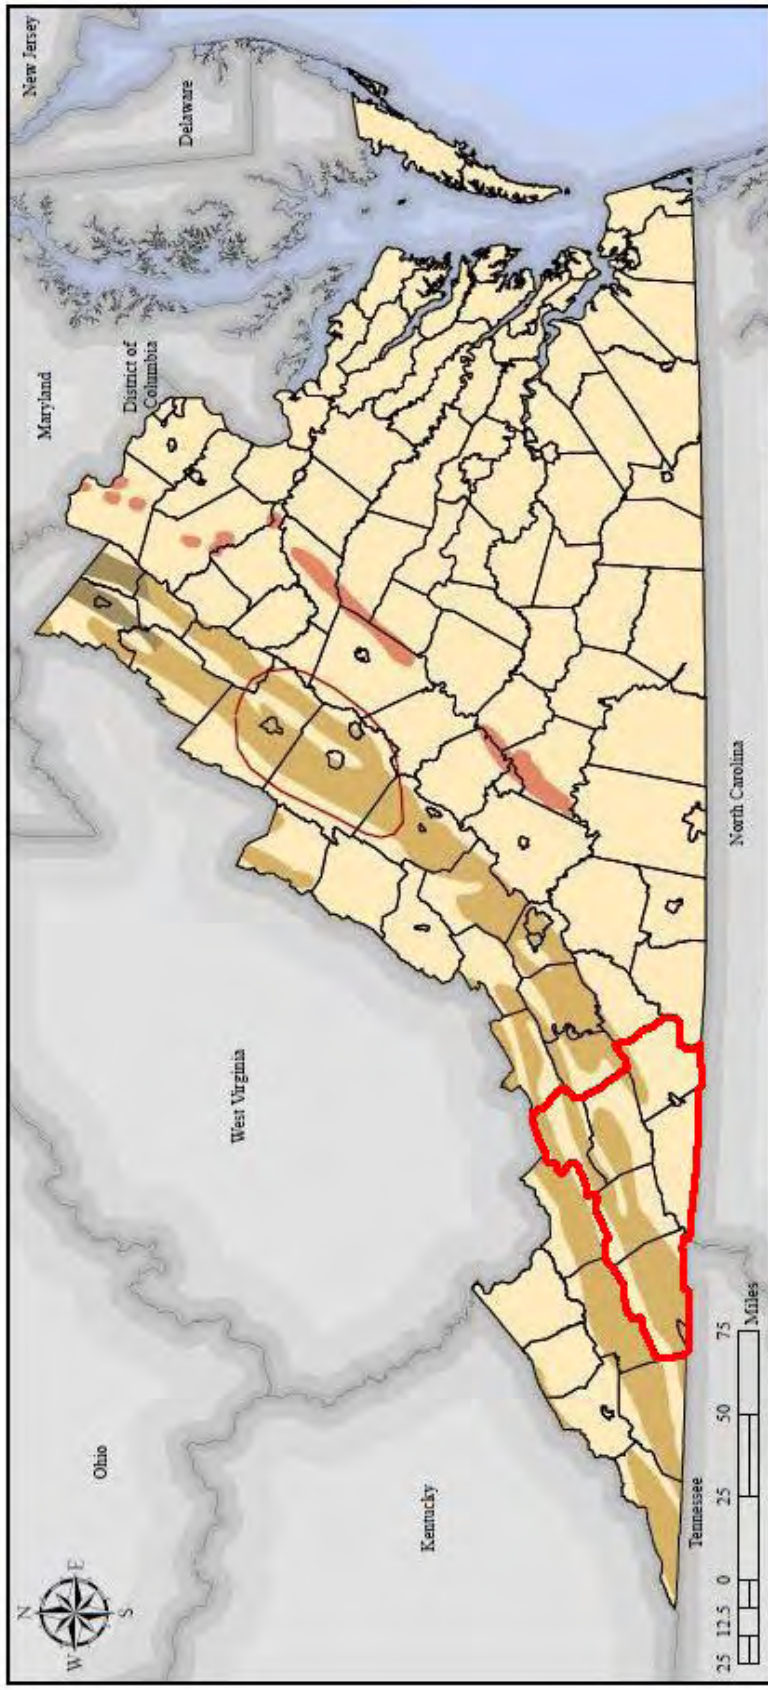 New Jersey
Maryland
N
W E
S
Ohio
District of
Columbia
Delaware
West Virginia
Kentucky
Tennessee
North Carolina
25 12.5 0 25 50 75
Miles